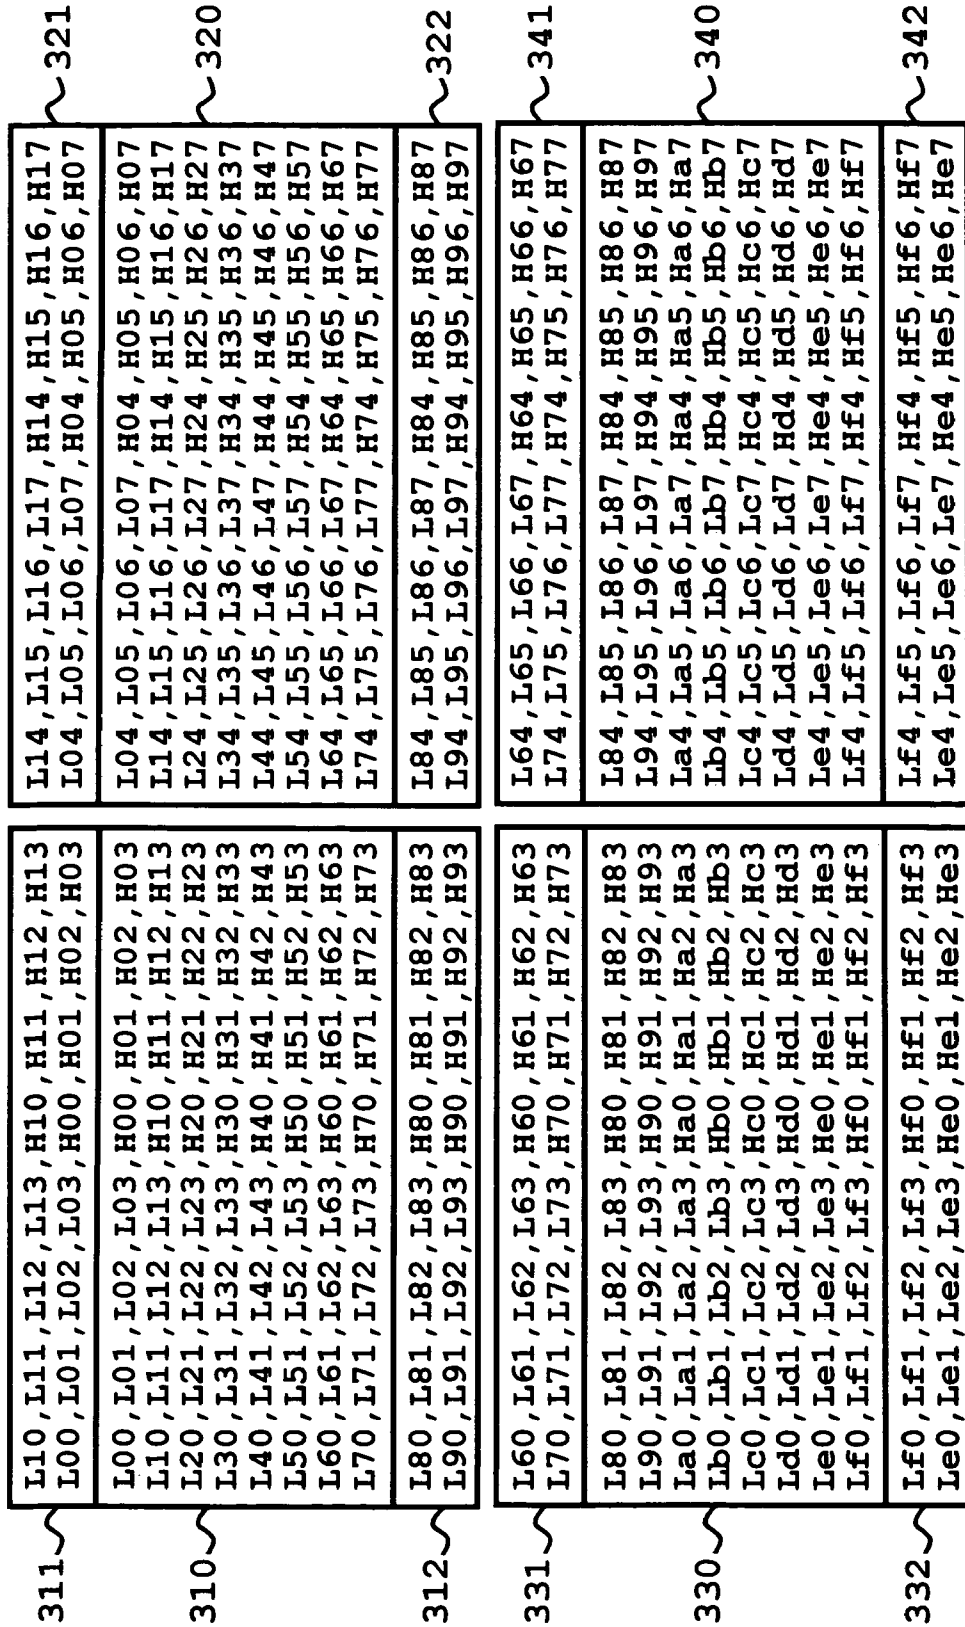 311
L10,L11,L12,L13,H10,H11,H12,H13
L00,L01,L02,L03,H00,H01,H02,H03
310
L00,L01,L02,L03,H00,H01,H02,H03
L10,L11,L12,L13,H10,H11,H12,H13
L20,L21,L22,L23,H20,H21,H22,H23
L30,L31,L32,L33,H30,H31,H32,H33
L40,L41,L42,L43,H40,H41,H42,H43
L50,L51,L52,L53,H50,H51,H52,H53
L60,L61,L62,L63,H60,H61,H62,H63
L70,L71,L72,L73,H70,H71,H72,H73
312
L80,L81,L82,L83,H80,H81,H82,H83
L90,L91,L92,L93,H90,H91,H92,H93
321
L14,L15,L16,L17,H14,H15,H16,H17
L04,L05,L06,L07,H04,H05,H06,H07
320
L04,L05,L06,L07,H04,H05,H06,H07
L14,L15,L16,L17,H14,H15,H16,H17
L24,L25,L26,L27,H24,H25,H26,H27
L34,L35,L36,L37,H34,H35,H36,H37
L44,L45,L46,L47,H44,H45,H46,H47
L54,L55,L56,L57,H54,H55,H56,H57
L64,L65,L66,L67,H64,H65,H66,H67
L74,L75,L76,L77,H74,H75,H76,H77
322
L84,L85,L86,L87,H84,H85,H86,H87
L94,L95,L96,L97,H94,H95,H96,H97
331
L60,L61,L62,L63,H60,H61,H62,H63
L70,L71,L72,L73,H70,H71,H72,H73
330
L80,L81,L82,L83,H80,H81,H82,H83
L90,L91,L92,L93,H90,H91,H92,H93
La0,La1,La2,La3,Ha0,Ha1,Ha2,Ha3
Lb0,Lb1,Lb2,Lb3,Hb0,Hb1,Hb2,Hb3
Lc0,Lc1,Lc2,Lc3,Hc0,Hc1,Hc2,Hc3
Ld0,Ld1,Ld2,Ld3,Hd0,Hd1,Hd2,Hd3
Le0,Le1,Le2,Le3,He0,He1,He2,He3
Lf0,Lf1,Lf2,Lf3,Hf0,Hf1,Hf2,Hf3
332
Lf0,Lf1,Lf2,Lf3,Hf0,Hf1,Hf2,Hf3
Le0,Le1,Le2,Le3,He0,He1,He2,He3
341
L64,L65,L66,L67,H64,H65,H66,H67
L74,L75,L76,L77,H74,H75,H76,H77
340
L84,L85,L86,L87,H84,H85,H86,H87
L94,L95,L96,L97,H94,H95,H96,H97
La4,La5,La6,La7,Ha4,Ha5,Ha6,Ha7
Lb4,Lb5,Lb6,Lb7,Hb4,Hb5,Hb6,Hb7
Lc4,Lc5,Lc6,Lc7,Hc4,Hc5,Hc6,Hc7
Ld4,Ld5,Ld6,Ld7,Hd4,Hd5,Hd6,Hd7
Le4,Le5,Le6,Le7,He4,He5,He6,He7
Lf4,Lf5,Lf6,Lf7,Hf4,Hf5,Hf6,Hf7
342
Lf4,Lf5,Lf6,Lf7,Hf4,Hf5,Hf6,Hf7
Le4,Le5,Le6,Le7,He4,He5,He6,He7